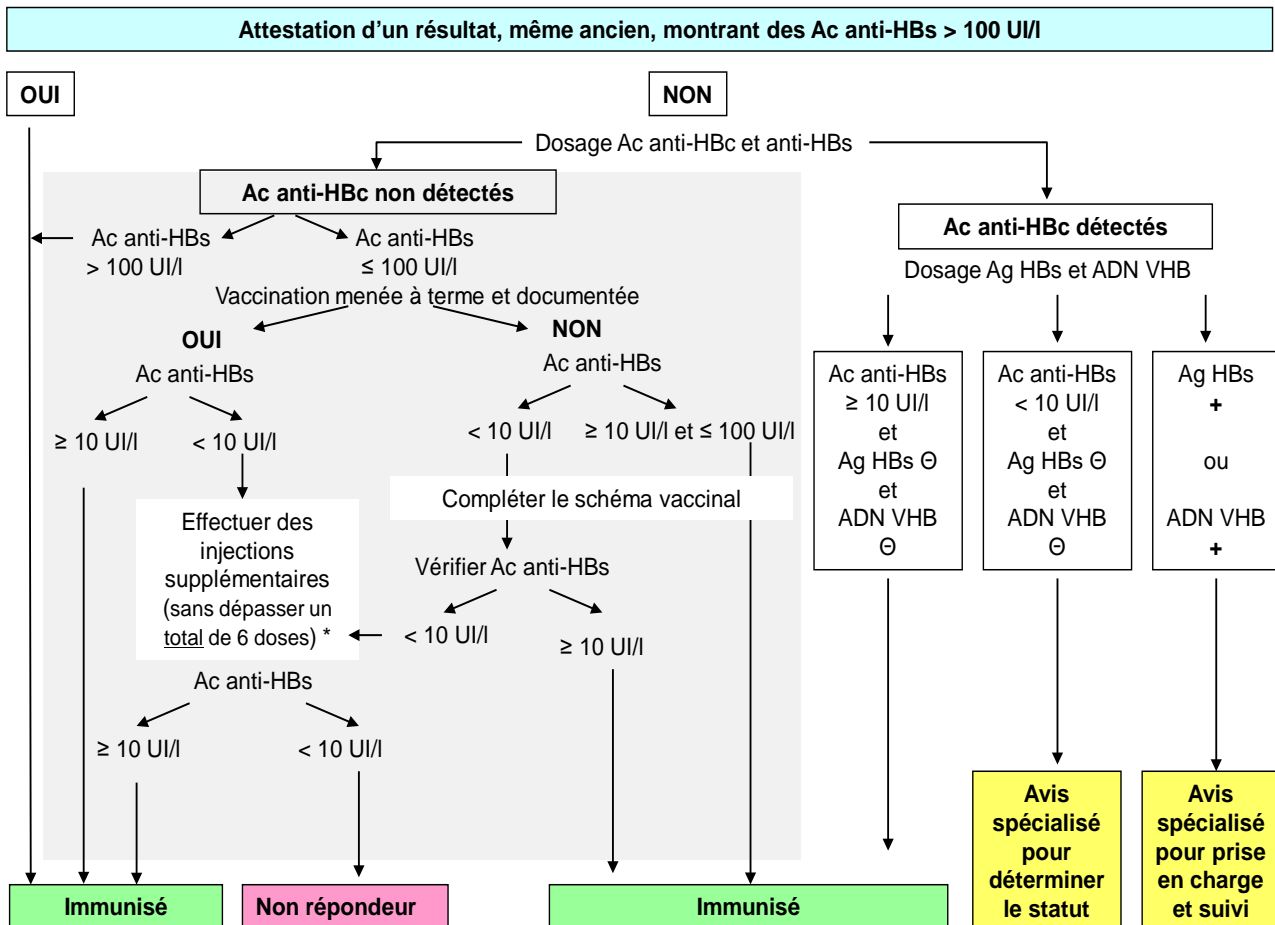 Attestation d’un résultat, même ancien, montrant des Ac anti-HBs > 100 UI/l
OUI
NON
Dosage Ac anti-HBc et anti-HBs
Ac anti-HBc non détectés
Ac anti-HBs
> 100 UI/l
Ac anti-HBs
≤ 100 UI/l
Vaccination menée à terme et documentée
OUI
Ac anti-HBs
≥ 10 UI/l
< 10 UI/l
Effectuer des
injections
supplémentaires
(sans dépasser un
total de 6 doses) *
NON
Ac anti-HBs
< 10 UI/l
≥ 10 UI/l et ≤ 100 UI/l
Compléter le schéma vaccinal
Vérifier Ac anti-HBs
< 10 UI/l
≥ 10 UI/l
Ac anti-HBs
≥ 10 UI/l
< 10 UI/l
Ac anti-HBc détectés
Dosage Ag HBs et ADN VHB
Ac anti-HBs
≥ 10 UI/l
et
Ag HBs Θ
et
ADN VHB
Θ
Ac anti-HBs
< 10 UI/l
et
Ag HBs Θ
et
ADN VHB
Θ
Ag HBs
+
ou
ADN VHB
+
Immunisé
Non répondeur
Immunisé
Avis
spécialisé
pour
déterminer
le statut
Avis
spécialisé
pour prise
en charge
et suivi